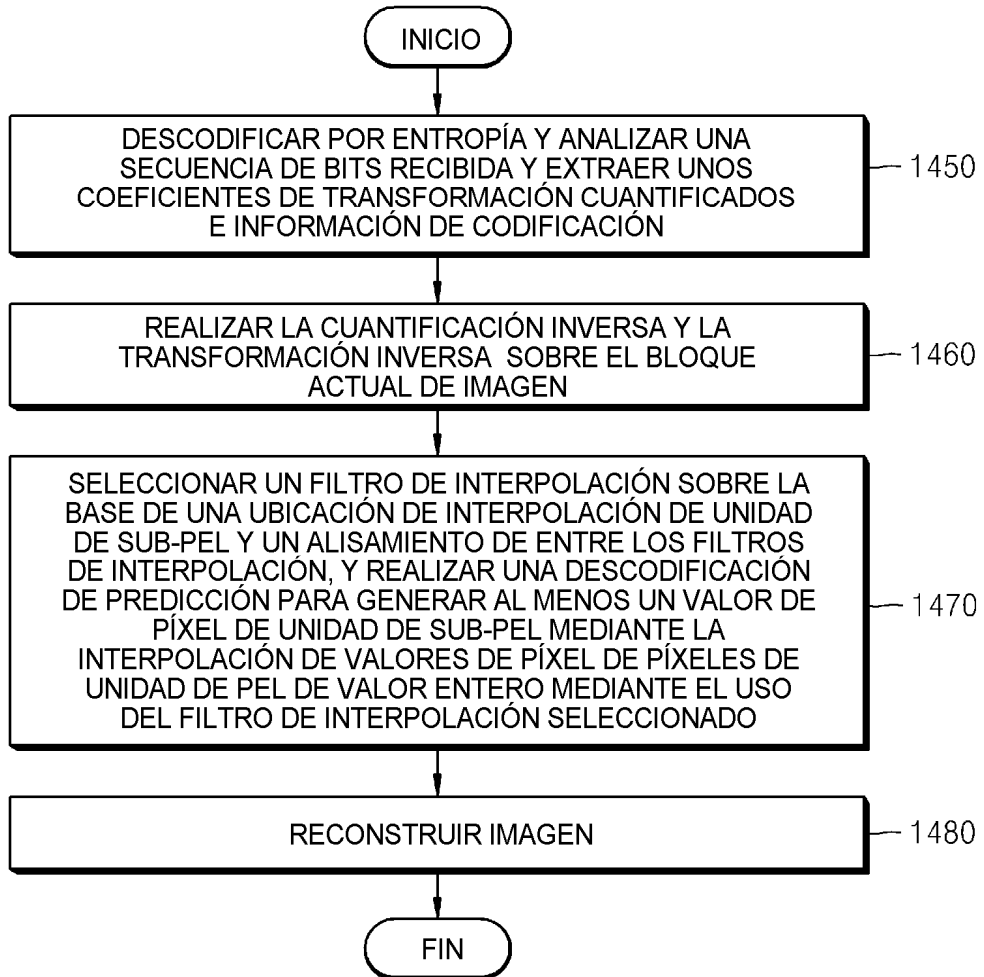 INICIO
DESCODIFICAR POR ENTROPÍA Y ANALIZAR UNA
SECUENCIA DE BITS RECIBIDA Y EXTRAER UNOS
COEFICIENTES DE TRANSFORMACIÓN CUANTIFICADOS
E INFORMACIÓN DE CODIFICACIÓN
1450
REALIZAR LA CUANTIFICACIÓN INVERSA Y LA
TRANSFORMACIÓN INVERSA SOBRE EL BLOQUE
ACTUAL DE IMAGEN
1460
SELECCIONAR UN FILTRO DE INTERPOLACIÓN SOBRE LA
BASE DE UNA UBICACIÓN DE INTERPOLACIÓN DE UNIDAD
DE SUB-PEL Y UN ALISAMIENTO DE ENTRE LOS FILTROS
DE INTERPOLACIÓN, Y REALIZAR UNA DESCODIFICACIÓN
DE PREDICCIÓN PARA GENERAR AL MENOS UN VALOR DE
PÍXEL DE UNIDAD DE SUB-PEL MEDIANTE LA
INTERPOLACIÓN DE VALORES DE PÍXEL DE PÍXELES DE
UNIDAD DE PEL DE VALOR ENTERO MEDIANTE EL USO
DEL FILTRO DE INTERPOLACIÓN SELECCIONADO
1470
RECONSTRUIR IMAGEN
1480
FIN